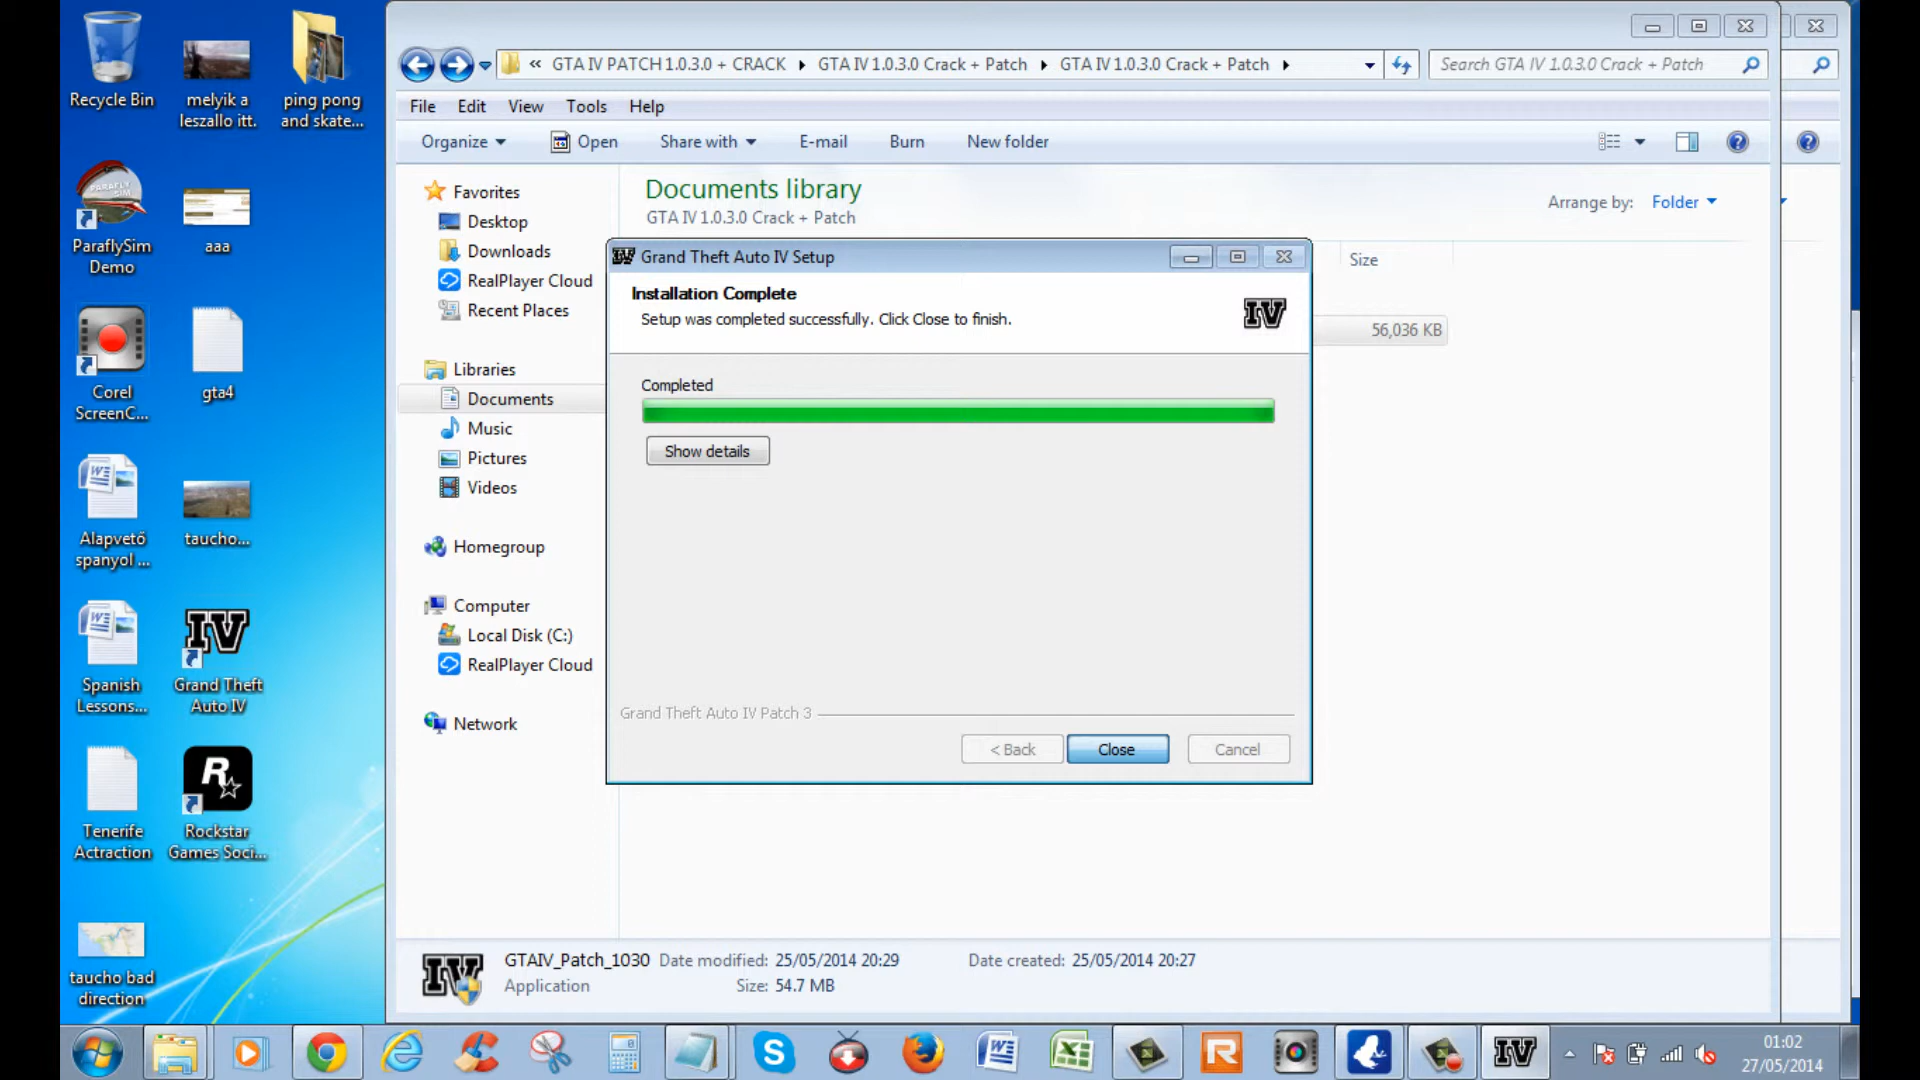 Recycle Bin
melyik a
leszallo itt.
ping pong
and skate...
PARAFLY
SIM
ParaflySim
Demo
aaa
Corel
ScreenC...
gta4
Alapvető
spanyol ...
taucho...
Spanish
Lessons...
IV
Grand Theft
Auto IV
Tenerife
Actraction
R
Rockstar
Games Soci...
taucho bad
direction
« GTA IV PATCH 1.0.3.0 + CRACK GTA IV 1.0.3.0 Crack + Patch GTA IV 1.0.3.0 Crack + Patch
Search GTA IV 1.0.3.0 Crack + Patch
File Edit View Tools Help
Organize Open Share with E-mail Burn New folder
Favorites
Desktop
Downloads
RealPlayer Cloud
Recent Places
Libraries
Documents
Music
Pictures
Videos
Homegroup
Computer
Local Disk (C:)
RealPlayer Cloud
Network
Documents library
GTA IV 1.0.3.0 Crack + Patch
Arrange by: Folder
Size
56,036 KB
IV Grand Theft Auto IV Setup
Installation Complete
Setup was completed successfully. Click Close to finish.
IV
Completed
Show details
Grand Theft Auto IV Patch 3
< Back Close Cancel
IV
GTAIV_Patch_1030 Date modified: 25/05/2014 20:29 Date created: 25/05/2014 20:27
Application Size: 54.7 MB
IV
01:02
27/05/2014